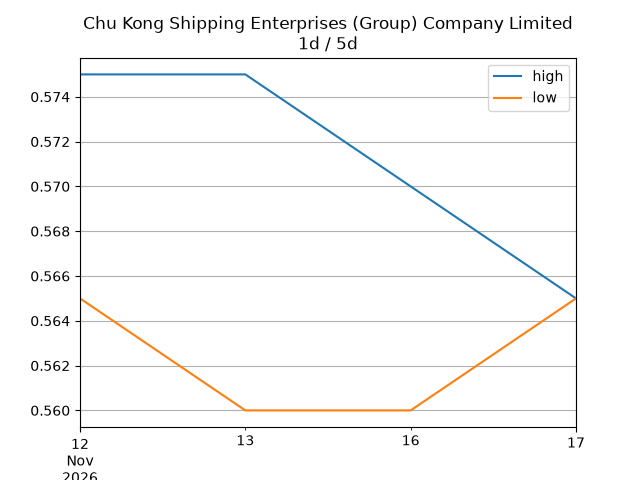 Chu Kong Shipping Enterprises (Group) Company Limited
1d / 5d
high
low
0.574
0.572
0.570
0.568
0.566
0.564
0.562
0.560
12
13
16
17
Nov
2026